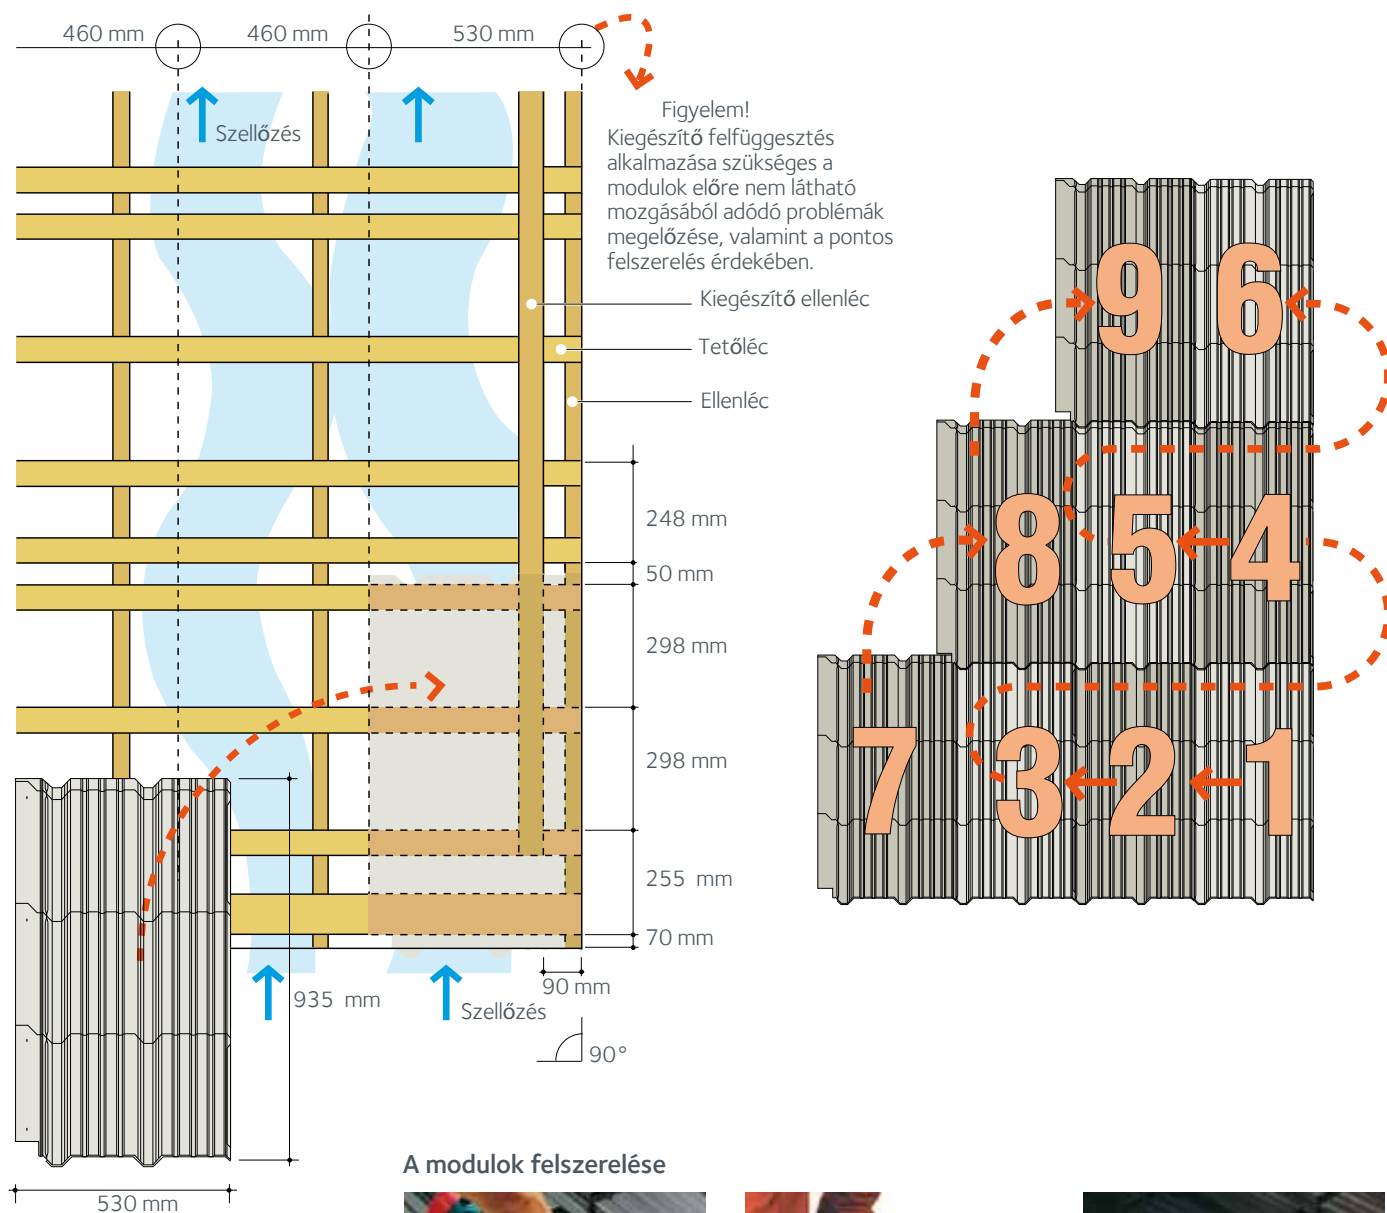 460 mm
460 mm
530 mm
Szellőzés
Figyelem!
Kiegészítő felfüggesztés
alkalmazása szükséges a
modulok előre nem látható
mozgásából adódó problémák
megelőzése, valamint a pontos
felszerelés érdekében.
Kiegészítő ellenléc
Tetőléc
Ellenléc
248 mm
50 mm
298 mm
298 mm
255 mm
70 mm
90 mm
935 mm
Szellőzés
90°
530 mm
9 6
8 5 4
7 3 2 1
A modulok felszerelése